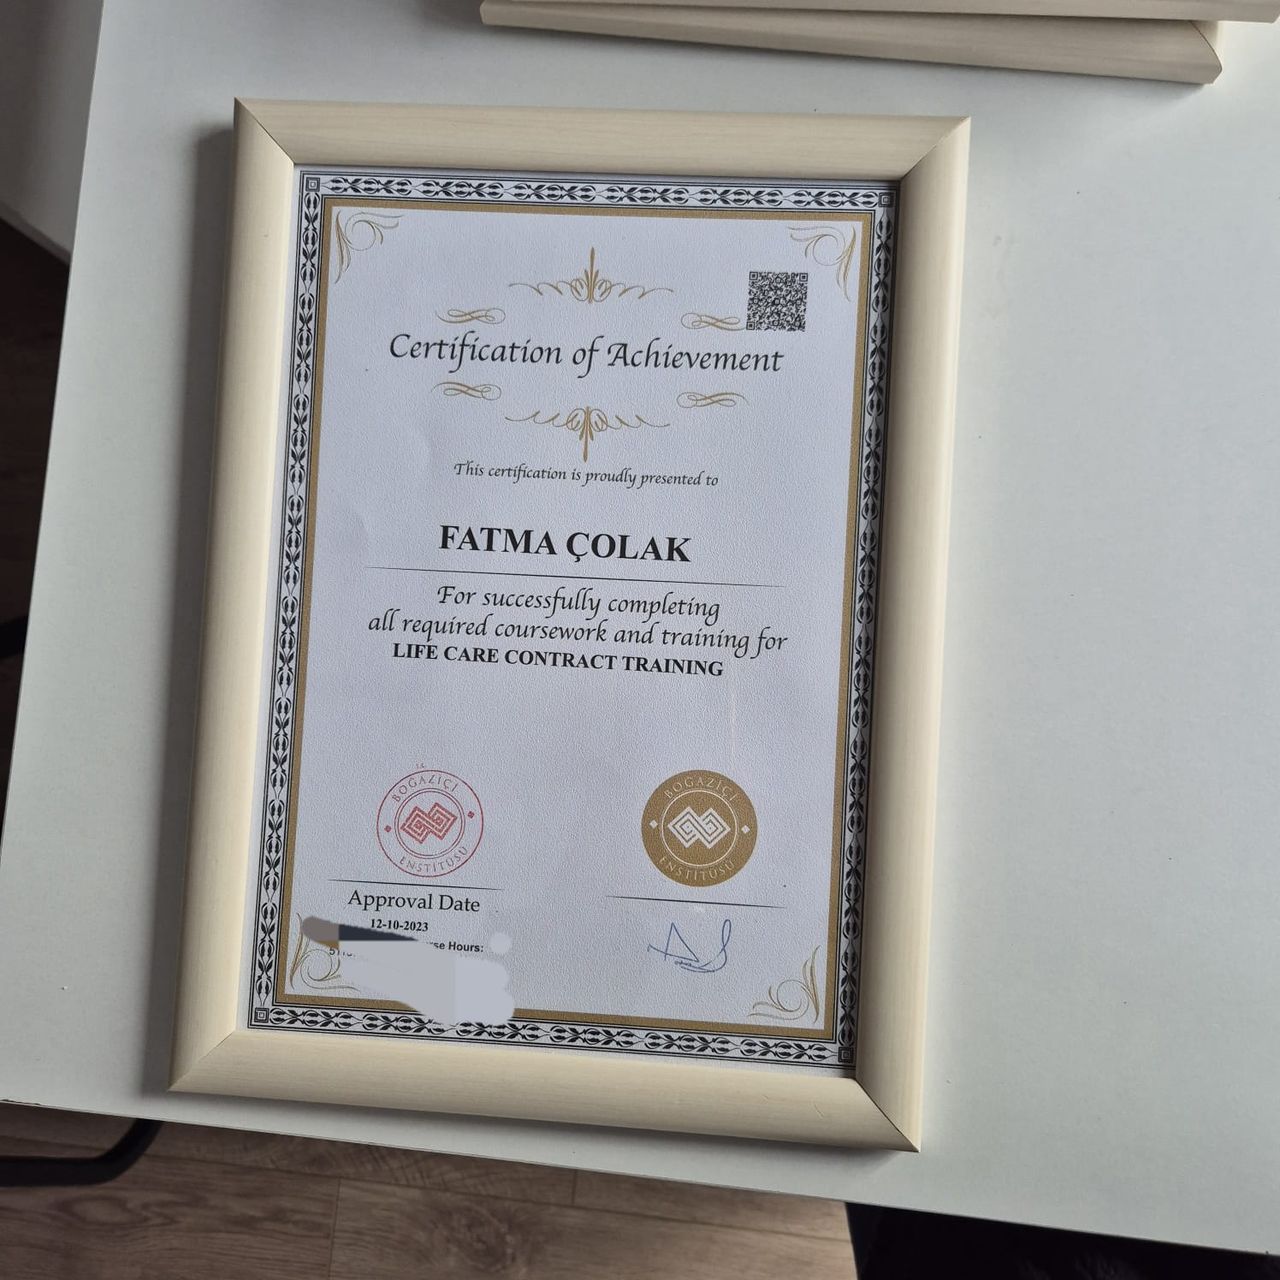 Certification of Achievement
This certification is proudly presented to
FATMA ÇOLAK
For successfully completing
all required coursework and training for
LIFE CARE CONTRACT TRAINING
BOĞAZİÇİ
ENSTİTÜSÜ
BOĞAZİÇİ
ENSTİTÜSÜ
Approval Date
12-10-2023
Hours: